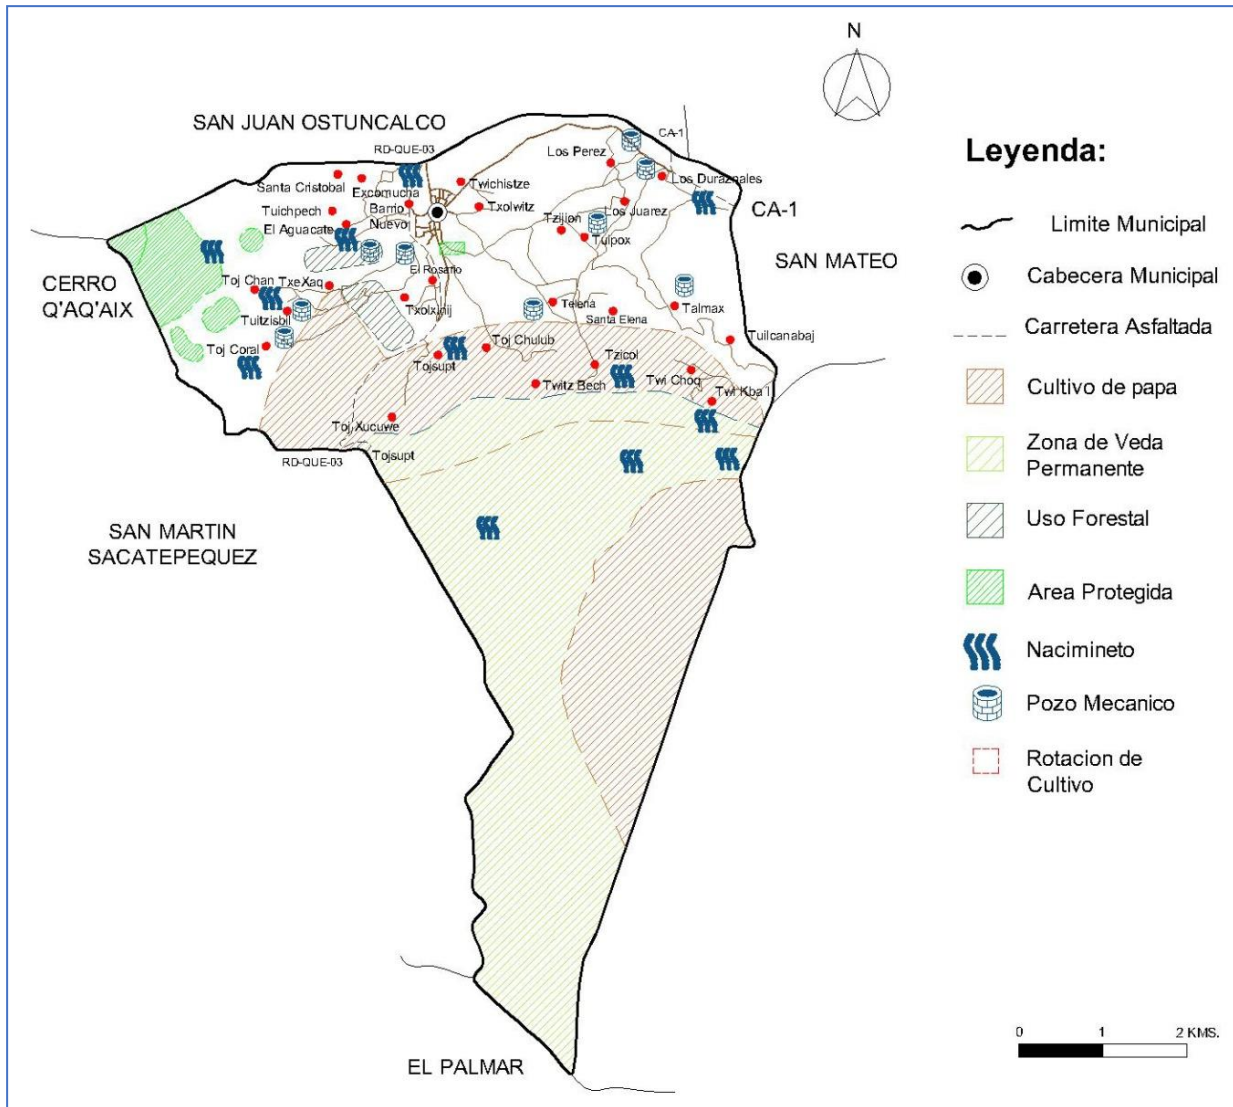 N
SAN JUAN OSTUNCALCO
RD-QUE-03
CA-1
Los Perez
Los Duraznales
Santa Cristobal
Excomucha
Twichistze
Tuichpech
Barrio
Nuevo
Txolwitz
Los Juarez
CA-1
El Aguacate
Tzilon
Tuipox
SAN MATEO
CERRO
Q'AQ'AIX
Toj Chan
TxeXaq
El Rosario
Tuitzisbil
Txolxinij
Telena
Santa Elena
Talmax
Tuilcanabaj
Toj Coral
Tojsupt
Toj Chulub
Tzicol
Twitz Bech
Twi Choq
Twi Kba l
Toj Xucuwe
Tojsupt
RD-QUE-03
SAN MARTIN
SACATEPEQUEZ
EL PALMAR
Leyenda:
Limite Municipal
Cabecera Municipal
Carretera Asfaltada
Cultivo de papa
Zona de Veda
Permanente
Uso Forestal
Area Protegida
Nacimineto
Pozo Mecanico
Rotacion de
Cultivo
0 1 2 KMS.